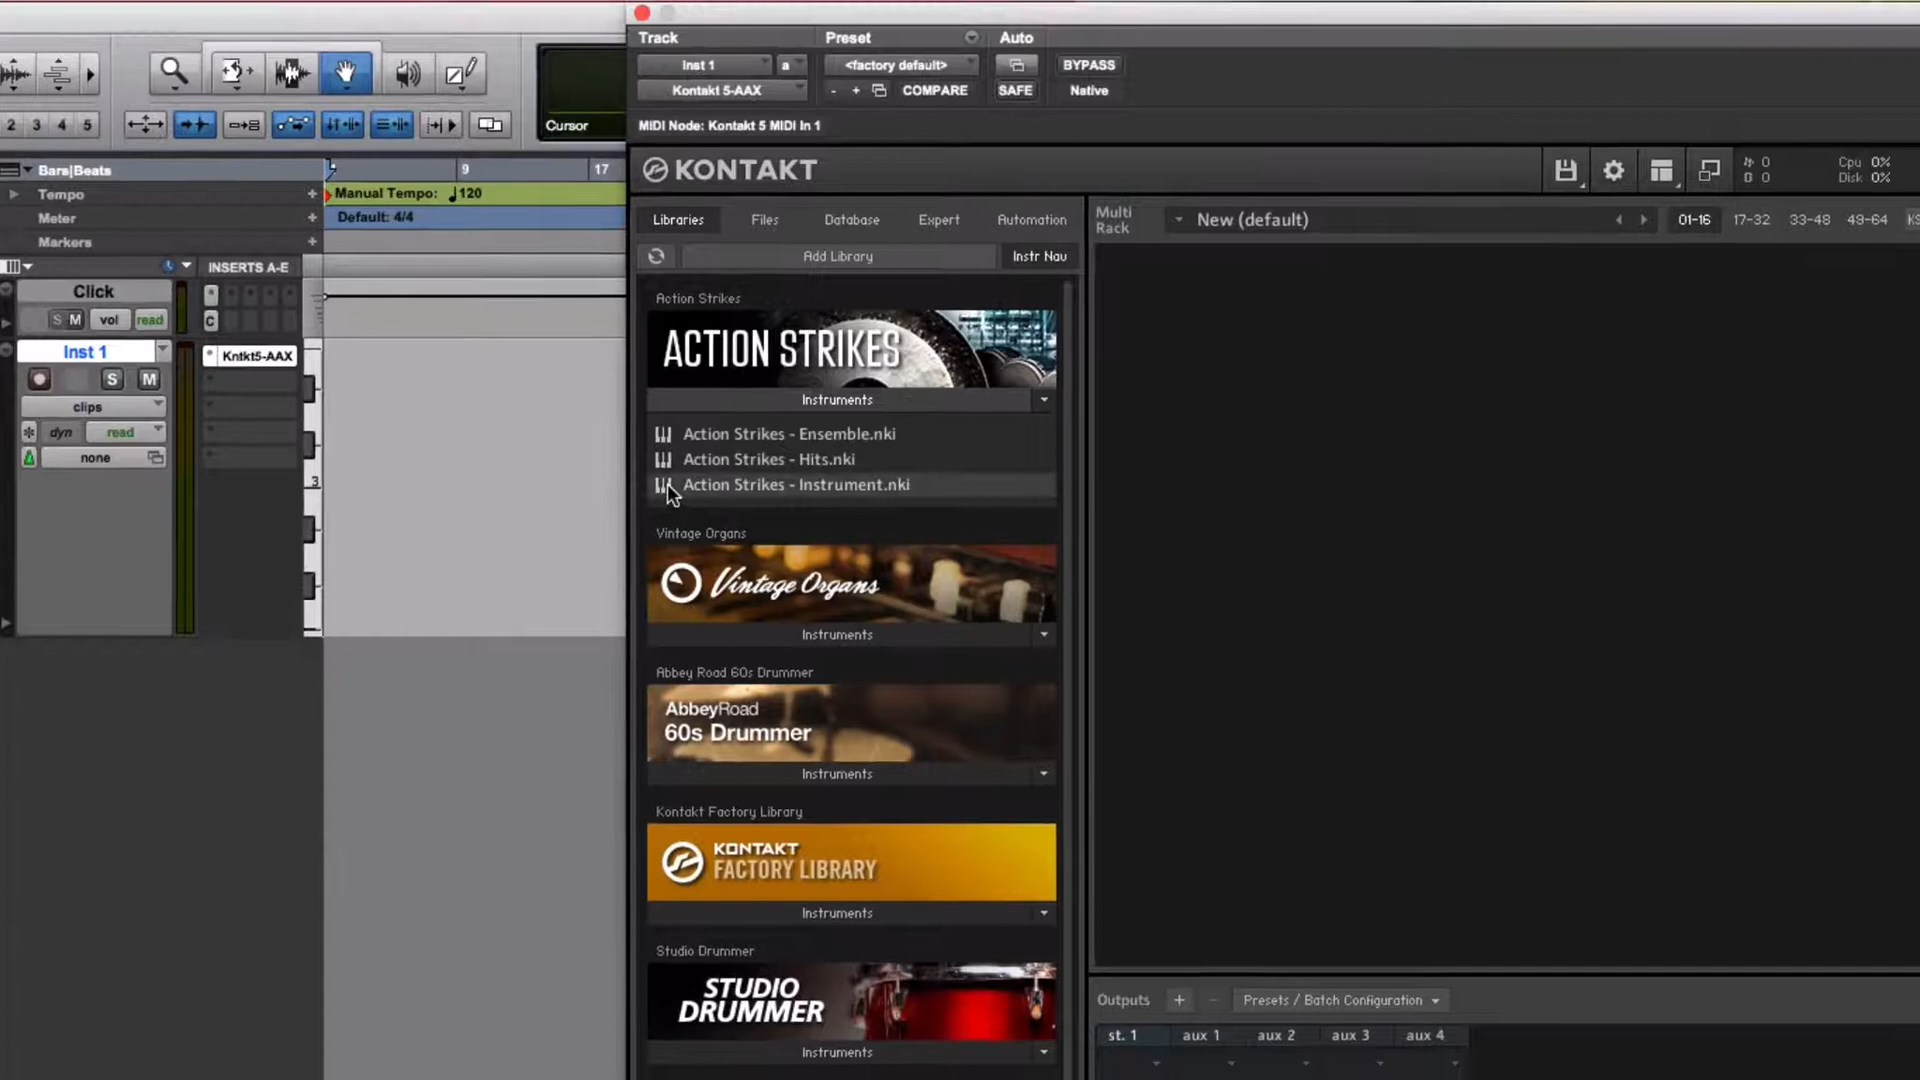 Track
Preset
Auto
Inst 1
a
<factory default>
BYPASS
Kontakt 5-AAX
- +
COMPARE
SAFE
Native
2 3 4 5
Cursor
MIDI Node: Kontakt 5 MIDI In 1
Bars|Beats
9
17
KONTAKT
0
0
Cpu 0%
Disk 0%
Tempo
+
Manual Tempo: ♩120
Meter
+
Default: 4/4
Libraries
Files
Database
Expert
Automation
Multi
Rack
New (default)
01-16
17-32
33-48
49-64
KS
Markers
+
Add Library
Instr Nav
INSERTS A-E
Click
S M
vol
read
C
Action Strikes
ACTION STRIKES
Instruments
Inst 1
Kntkt5-AAX
S
M
clips
dyn
read
none
3
Action Strikes - Ensemble.nki
Action Strikes - Hits.nki
Action Strikes - Instrument.nki
Vintage Organs
Vintage Organs
Instruments
Abbey Road 60s Drummer
AbbeyRoad
60s Drummer
Instruments
Kontakt Factory Library
KONTAKT
FACTORY LIBRARY
Instruments
Studio Drummer
STUDIO
DRUMMER
Instruments
Outputs
+
-
Presets / Batch Configuration
st. 1
aux 1
aux 2
aux 3
aux 4